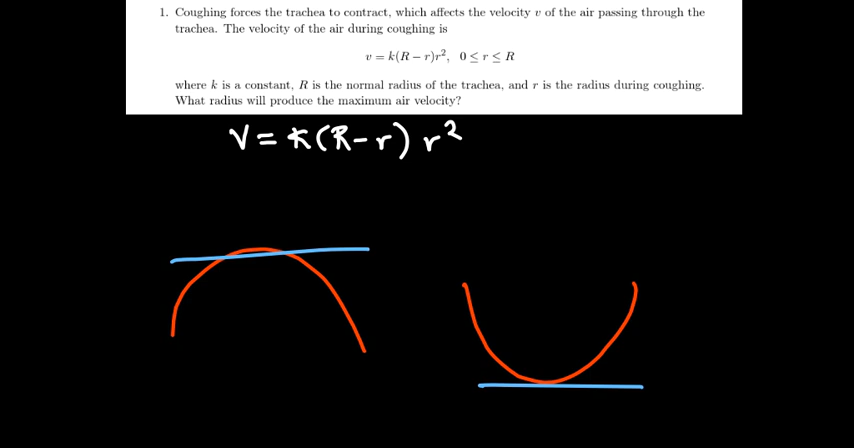 1. Coughing forces the trachea to contract, which affects the velocity v of the air passing through the
trachea. The velocity of the air during coughing is
v = k(R − r)r², 0 ≤ r ≤ R
where k is a constant, R is the normal radius of the trachea, and r is the radius during coughing.
What radius will produce the maximum air velocity?
V = k(R-r) r²